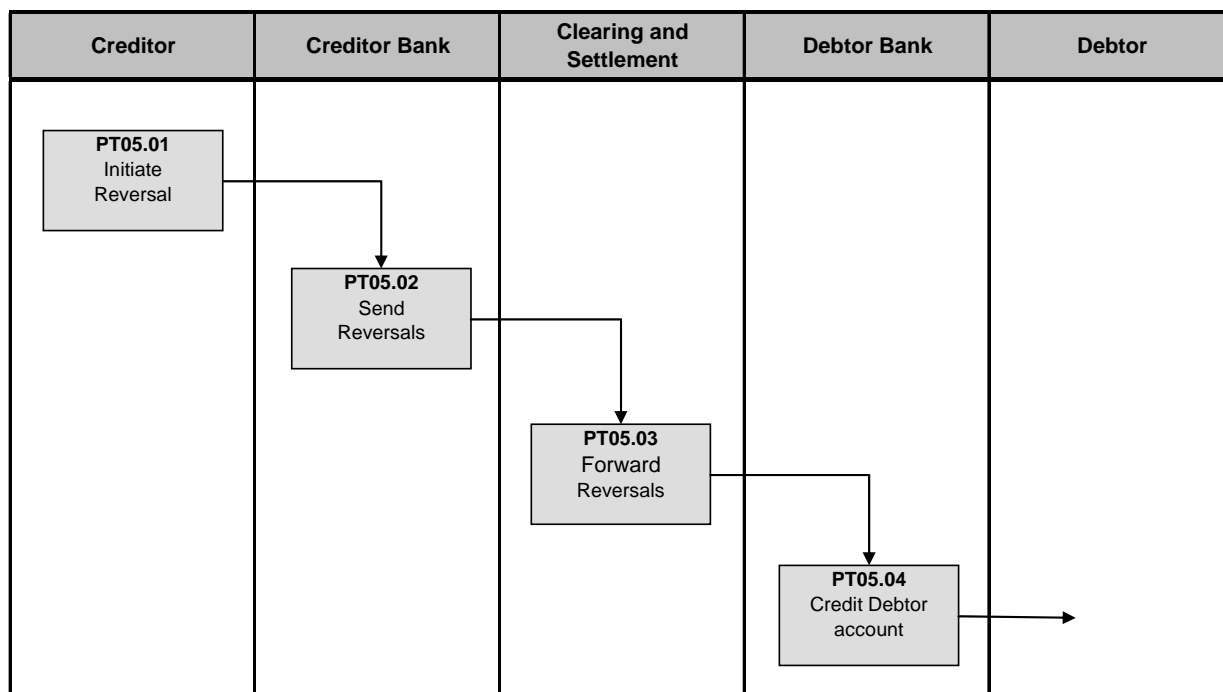 Creditor
Creditor Bank
Clearing and
Settlement
Debtor Bank
Debtor
PT05.01
Initiate
Reversal
PT05.02
Send
Reversals
PT05.03
Forward
Reversals
PT05.04
Credit Debtor
account